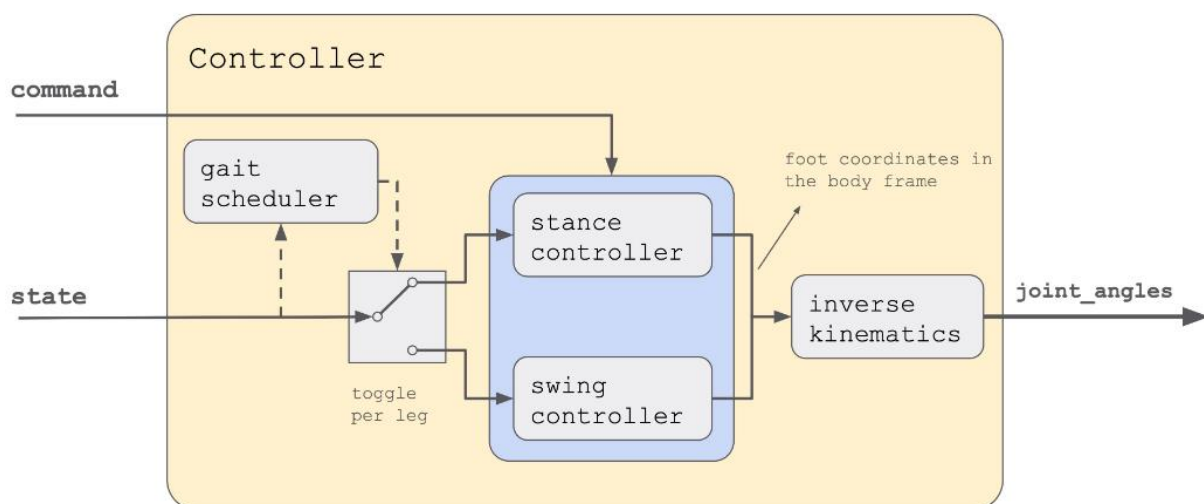 Controller
command
gait
scheduler
foot coordinates in
the body frame
stance
controller
state
joint_angles
inverse
kinematics
toggle
per leg
swing
controller